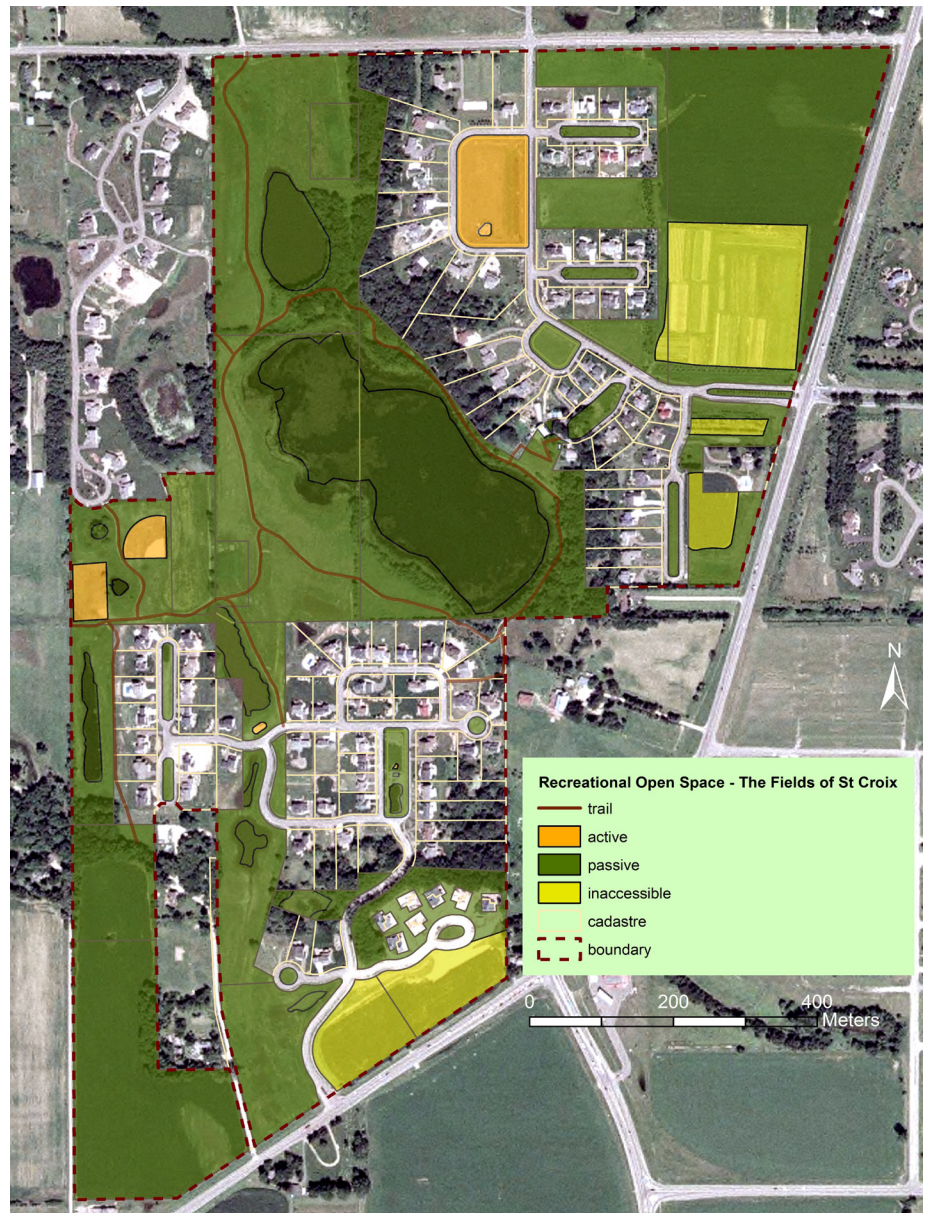 N
Recreational Open Space - The Fields of St Croix
trail
active
passive
inaccessible
cadastre
boundary
0 200 400
Meters